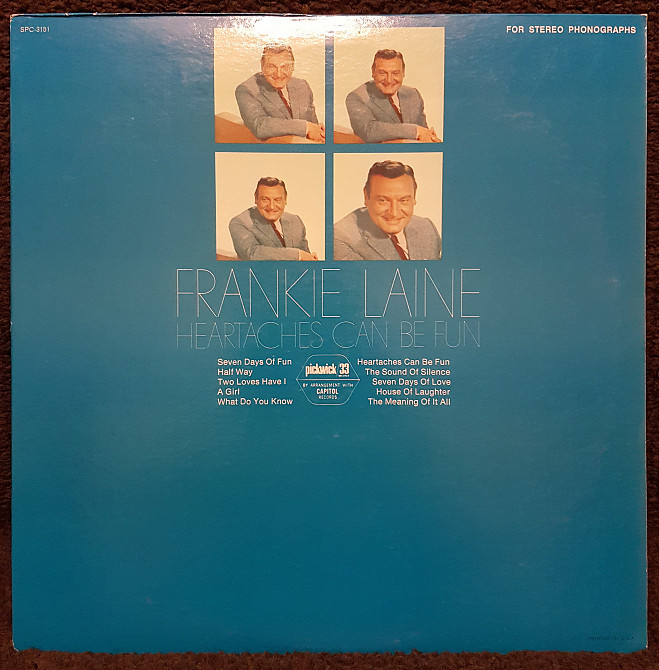 SPC-3151
FOR STEREO PHONOGRAPHS
FRANKIE LAINE
HEARTACHES CAN BE FUN
Seven Days Of Fun
Half Way
Two Loves Have I
A Girl
What Do You Know
pickwick 33
BY ARRANGEMENT WITH
CAPITOL
RECORDS
Heartaches Can Be Fun
The Sound Of Silence
Seven Days Of Love
House Of Laughter
The Meaning Of It All